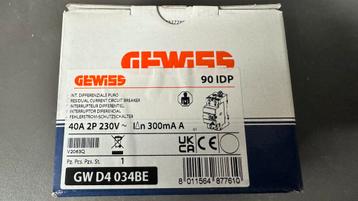 GEWISS
GEWISS
90 IDP
INT. DIFFERENZIALE PURO
RESIDUAL CURRENT CIRCUIT BREAKER
INTERRUPTEUR DIFFERENTIEL
INTERRUPTOR DIFERENCIAL
FEHLERSTROM-SCHUTZSCHALTER
40A 2P 230V ~ IΔn 300mA A
V2063Q
UK CA
CE
Pz. Pcs. Pzs. St.
1
GW D4 034BE
8 011564 877610